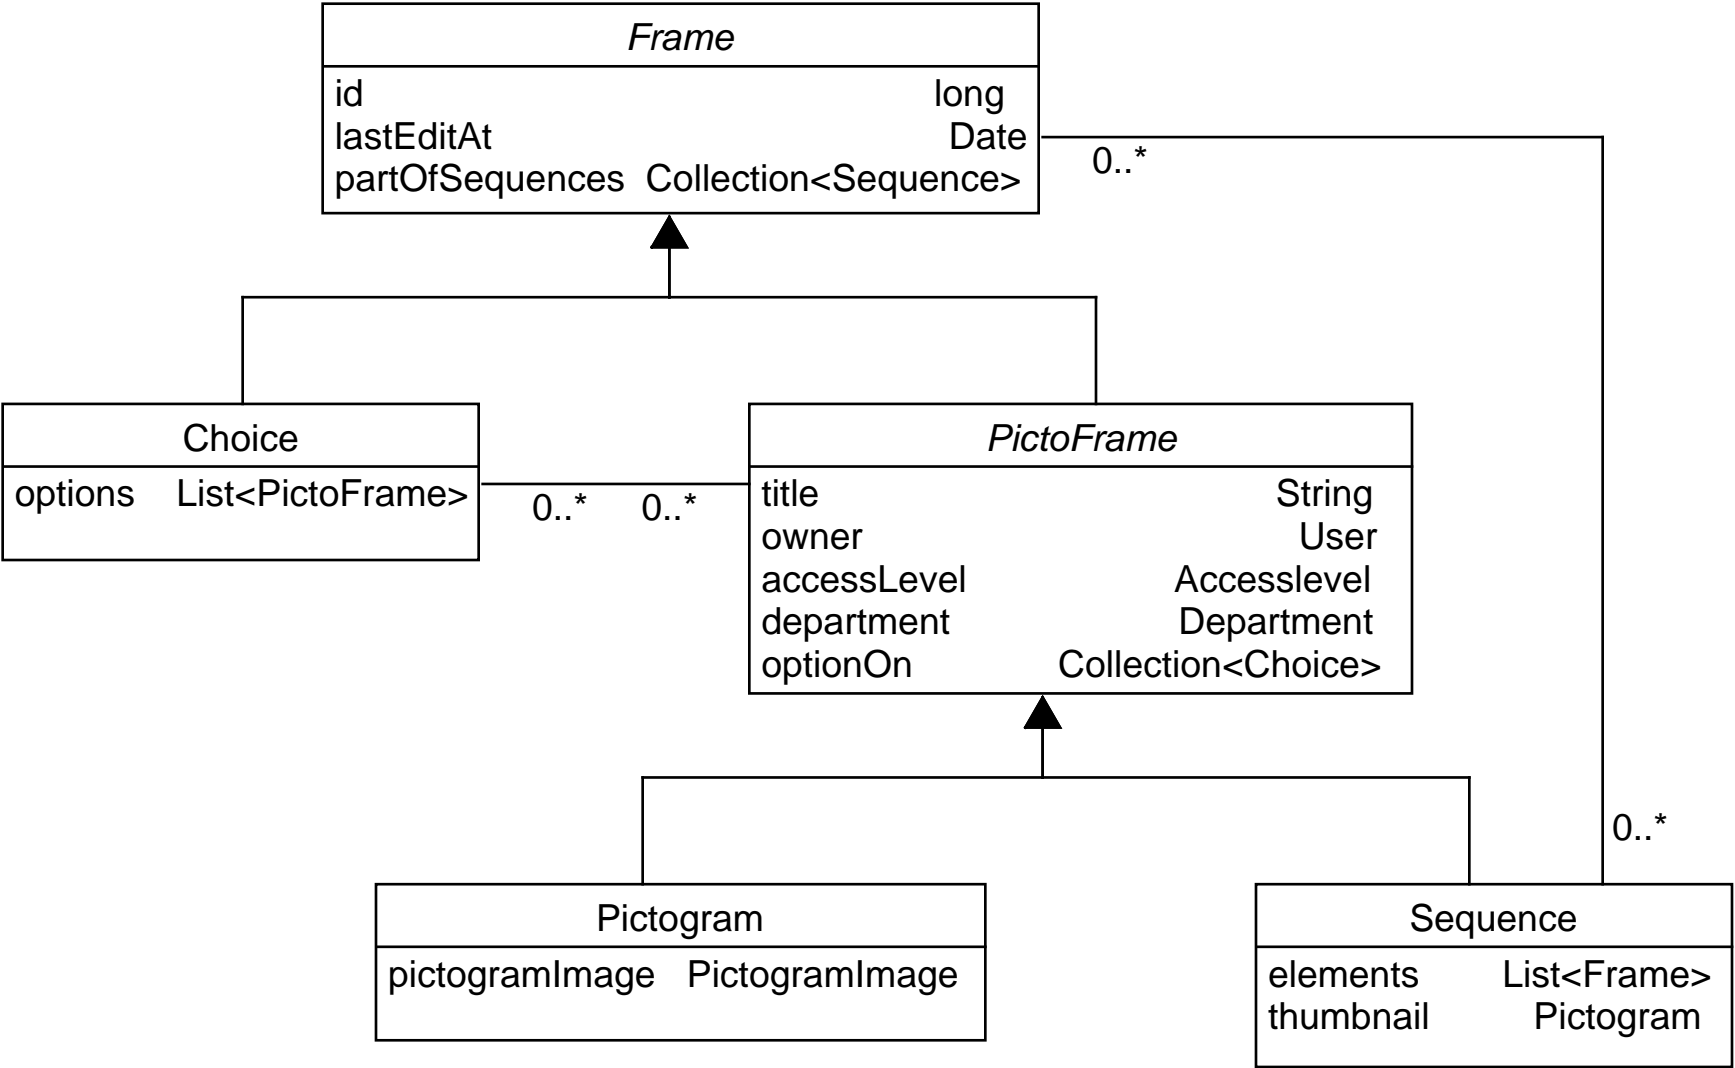 Frame
id long
lastEditAt Date
partOfSequences Collection<Sequence>
0..*
Choice
options List<PictoFrame>
0..* 0..*
PictoFrame
title String
owner User
accessLevel Accesslevel
department Department
optionOn Collection<Choice>
0..*
Pictogram
pictogramImage PictogramImage
Sequence
elements List<Frame>
thumbnail Pictogram